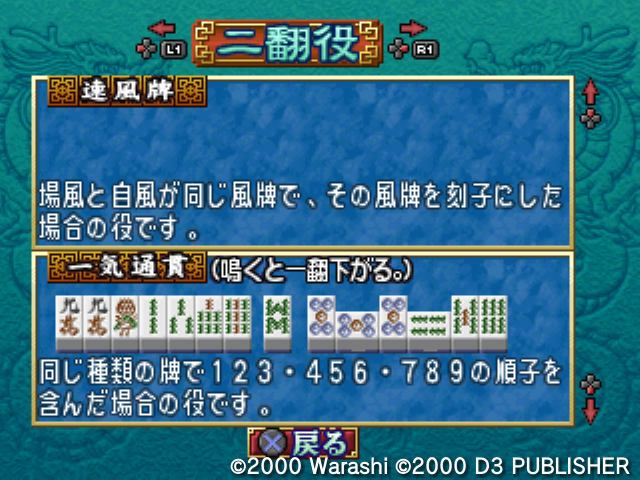 L1 二翻役 R1
連風牌
場風と自風が同じ風牌で、その風牌を刻子にした
場合の役です。
一気通貫(鳴くと一翻下がる。)
同じ種類の牌で123・456・789の順子を
含んだ場合の役です。
戻る
©2000 Warashi ©2000 D3 PUBLISHER